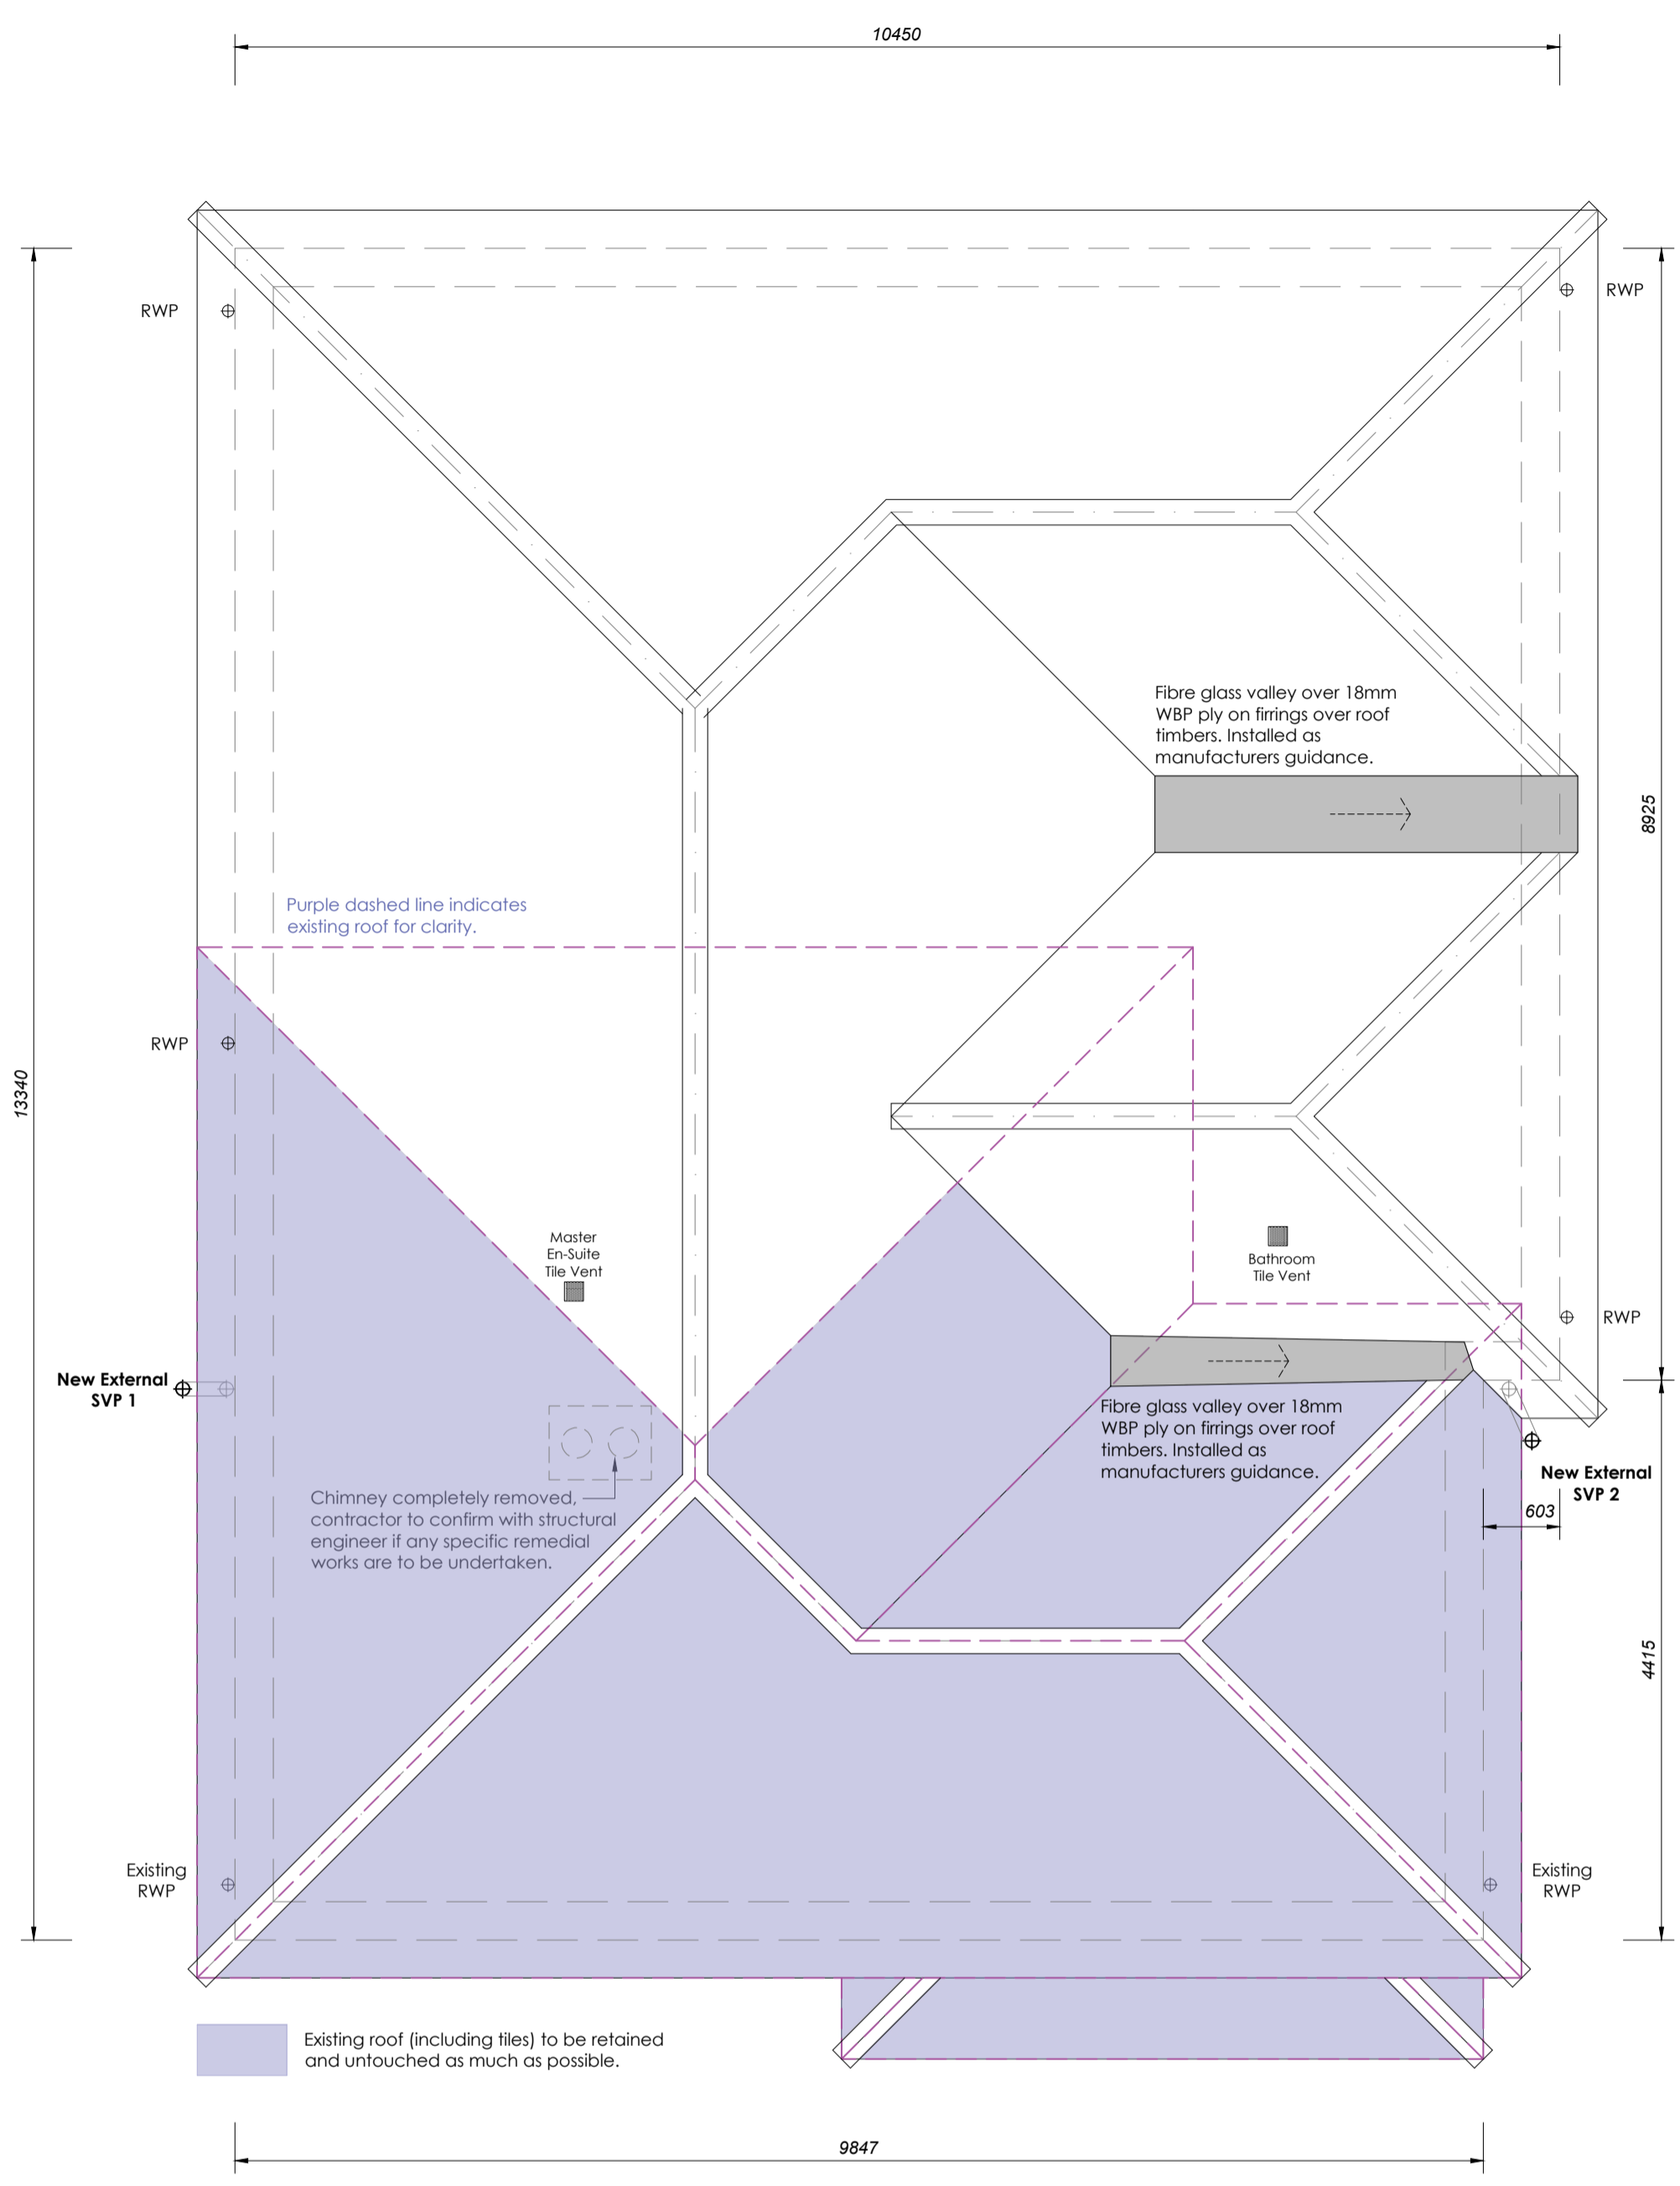 10450
RWP
RWP
Fibre glass valley over 18mm
WBP ply on firrings over roof
timbers. Installed as
manufacturers guidance.
8925
Purple dashed line indicates
existing roof for clarity.
RWP
13340
Master
En-Suite
Tile Vent
Bathroom
Tile Vent
RWP
New External
SVP 1
Fibre glass valley over 18mm
WBP ply on firrings over roof
timbers. Installed as
manufacturers guidance.
New External
SVP 2
Chimney completely removed,
contractor to confirm with structural
engineer if any specific remedial
works are to be undertaken.
603
4415
Existing
RWP
Existing
RWP
Existing roof (including tiles) to be retained
and untouched as much as possible.
9847